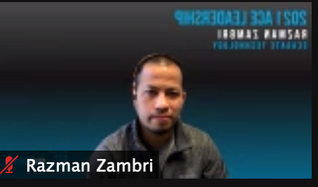 2021 ACE LEADERSHIP
RAZMAN ZAMBRI
SEAGATE TECHNOLOGY
Razman Zambri